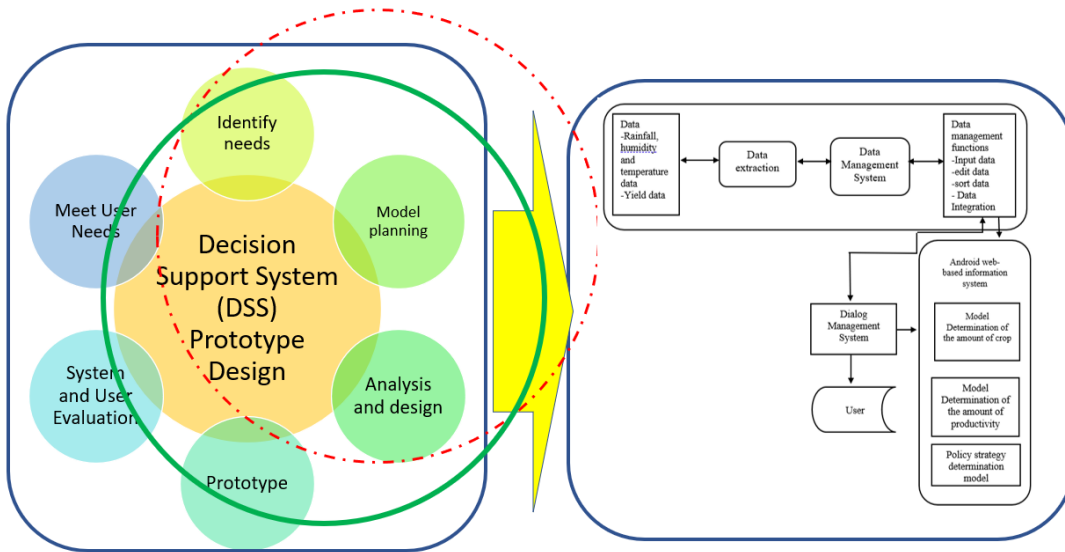 Identify
needs
Model
planning
Analysis
and design
Prototype
System
and User
Evaluation
Meet User
Needs
Decision
Support System
(DSS)
Prototype
Design
Data
-Rainfall,
humidity
and
temperature
data
-Yield data
Data
extraction
Data
Management
System
Data
management
functions
-Input data
-edit data
-sort data
- Data
Integration
Android web-
based information
system
Model
Determination of
the amount of crop
Model
Determination of
the amount of
productivity
Policy strategy
determination
model
Dialog
Management
System
User